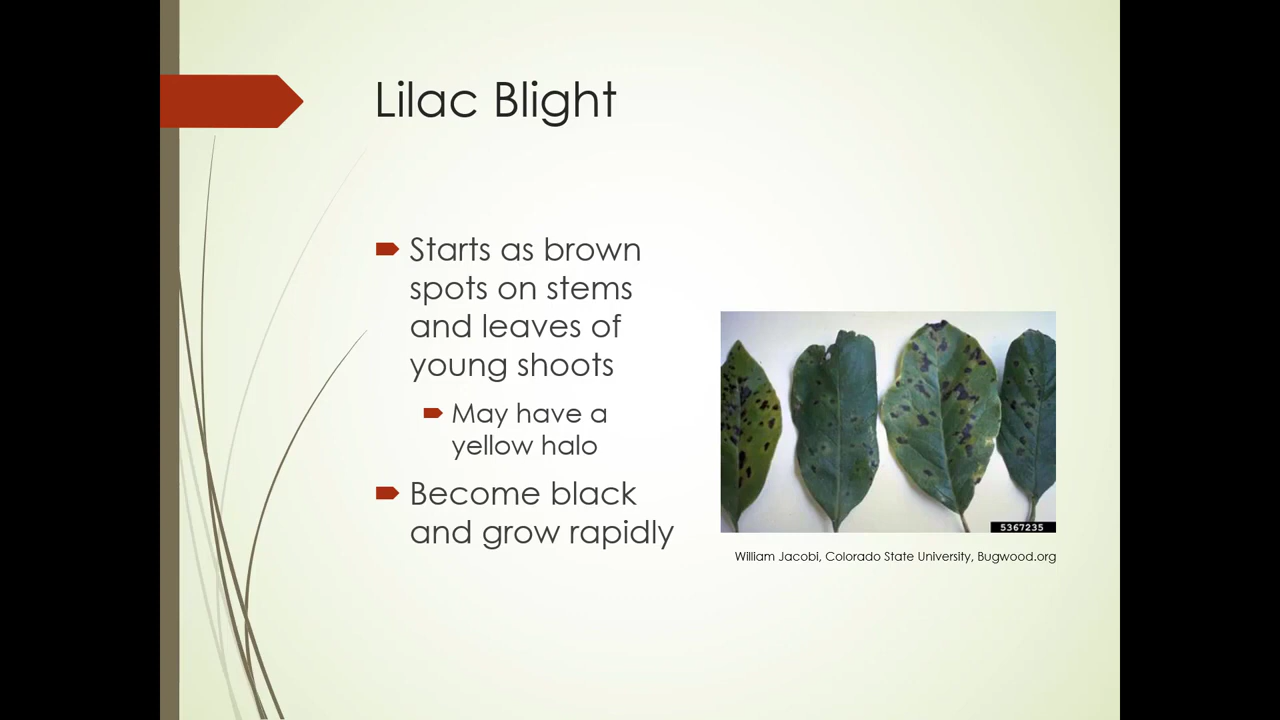 Lilac Blight
Starts as brown
spots on stems
and leaves of
young shoots
May have a
yellow halo
Become black
and grow rapidly
5367235
William Jacobi, Colorado State University, Bugwood.org